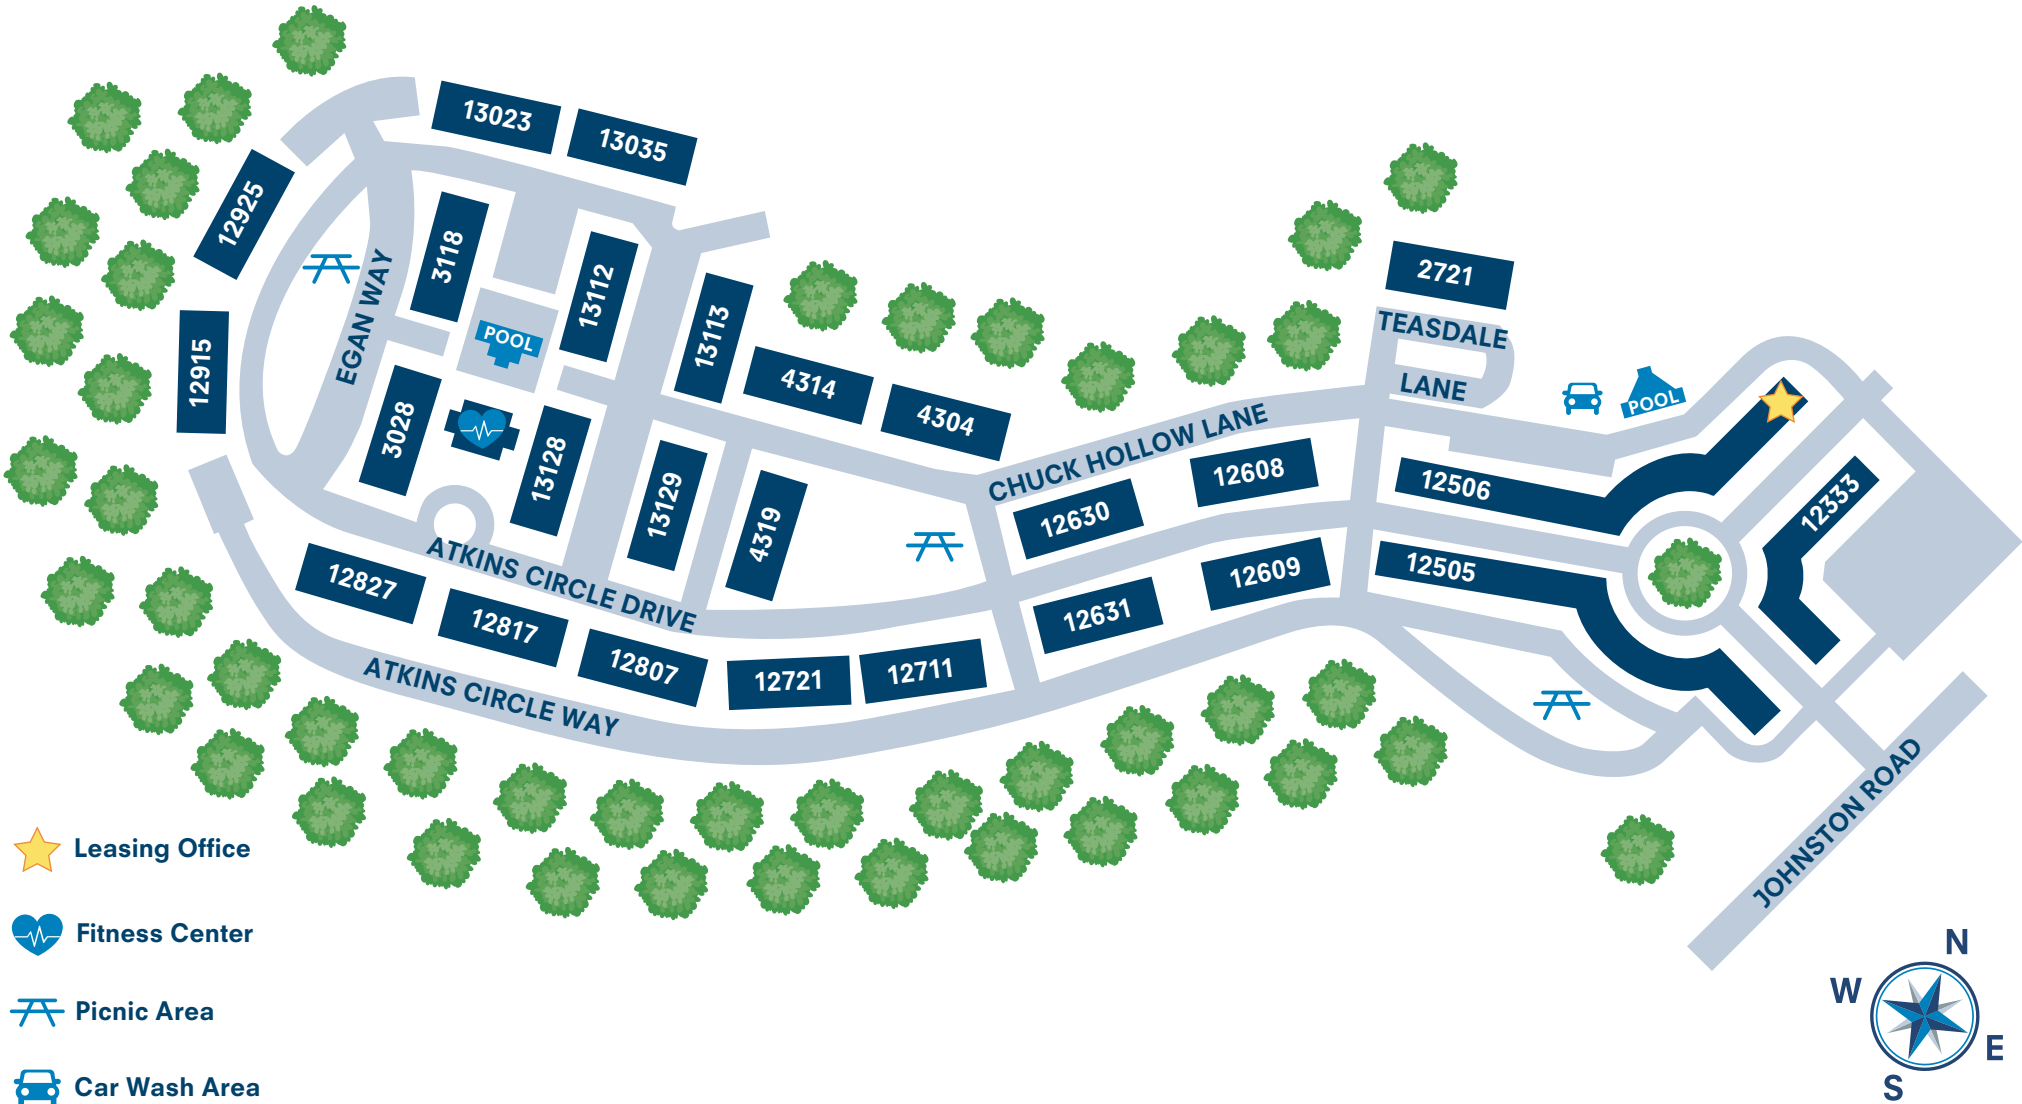 13023
13035
12925
3118
13112
EGAN WAY
POOL
13113
12915
4314
4304
3028
13128
13129
4319
2721
TEASDALE
LANE
POOL
CHUCK HOLLOW LANE
12608
12630
12506
12333
12505
12609
12631
ATKINS CIRCLE DRIVE
12827
12817
12807
12721
12711
ATKINS CIRCLE WAY
JOHNSTON ROAD
Leasing Office
Fitness Center
Picnic Area
Car Wash Area
N
W
E
S